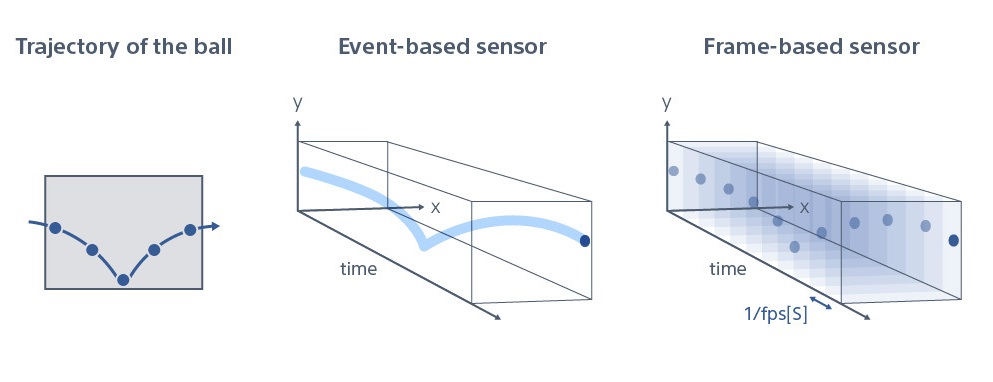 Trajectory of the ball
Event-based sensor
Frame-based sensor
y
x
time
y
x
time
1/fps[S]